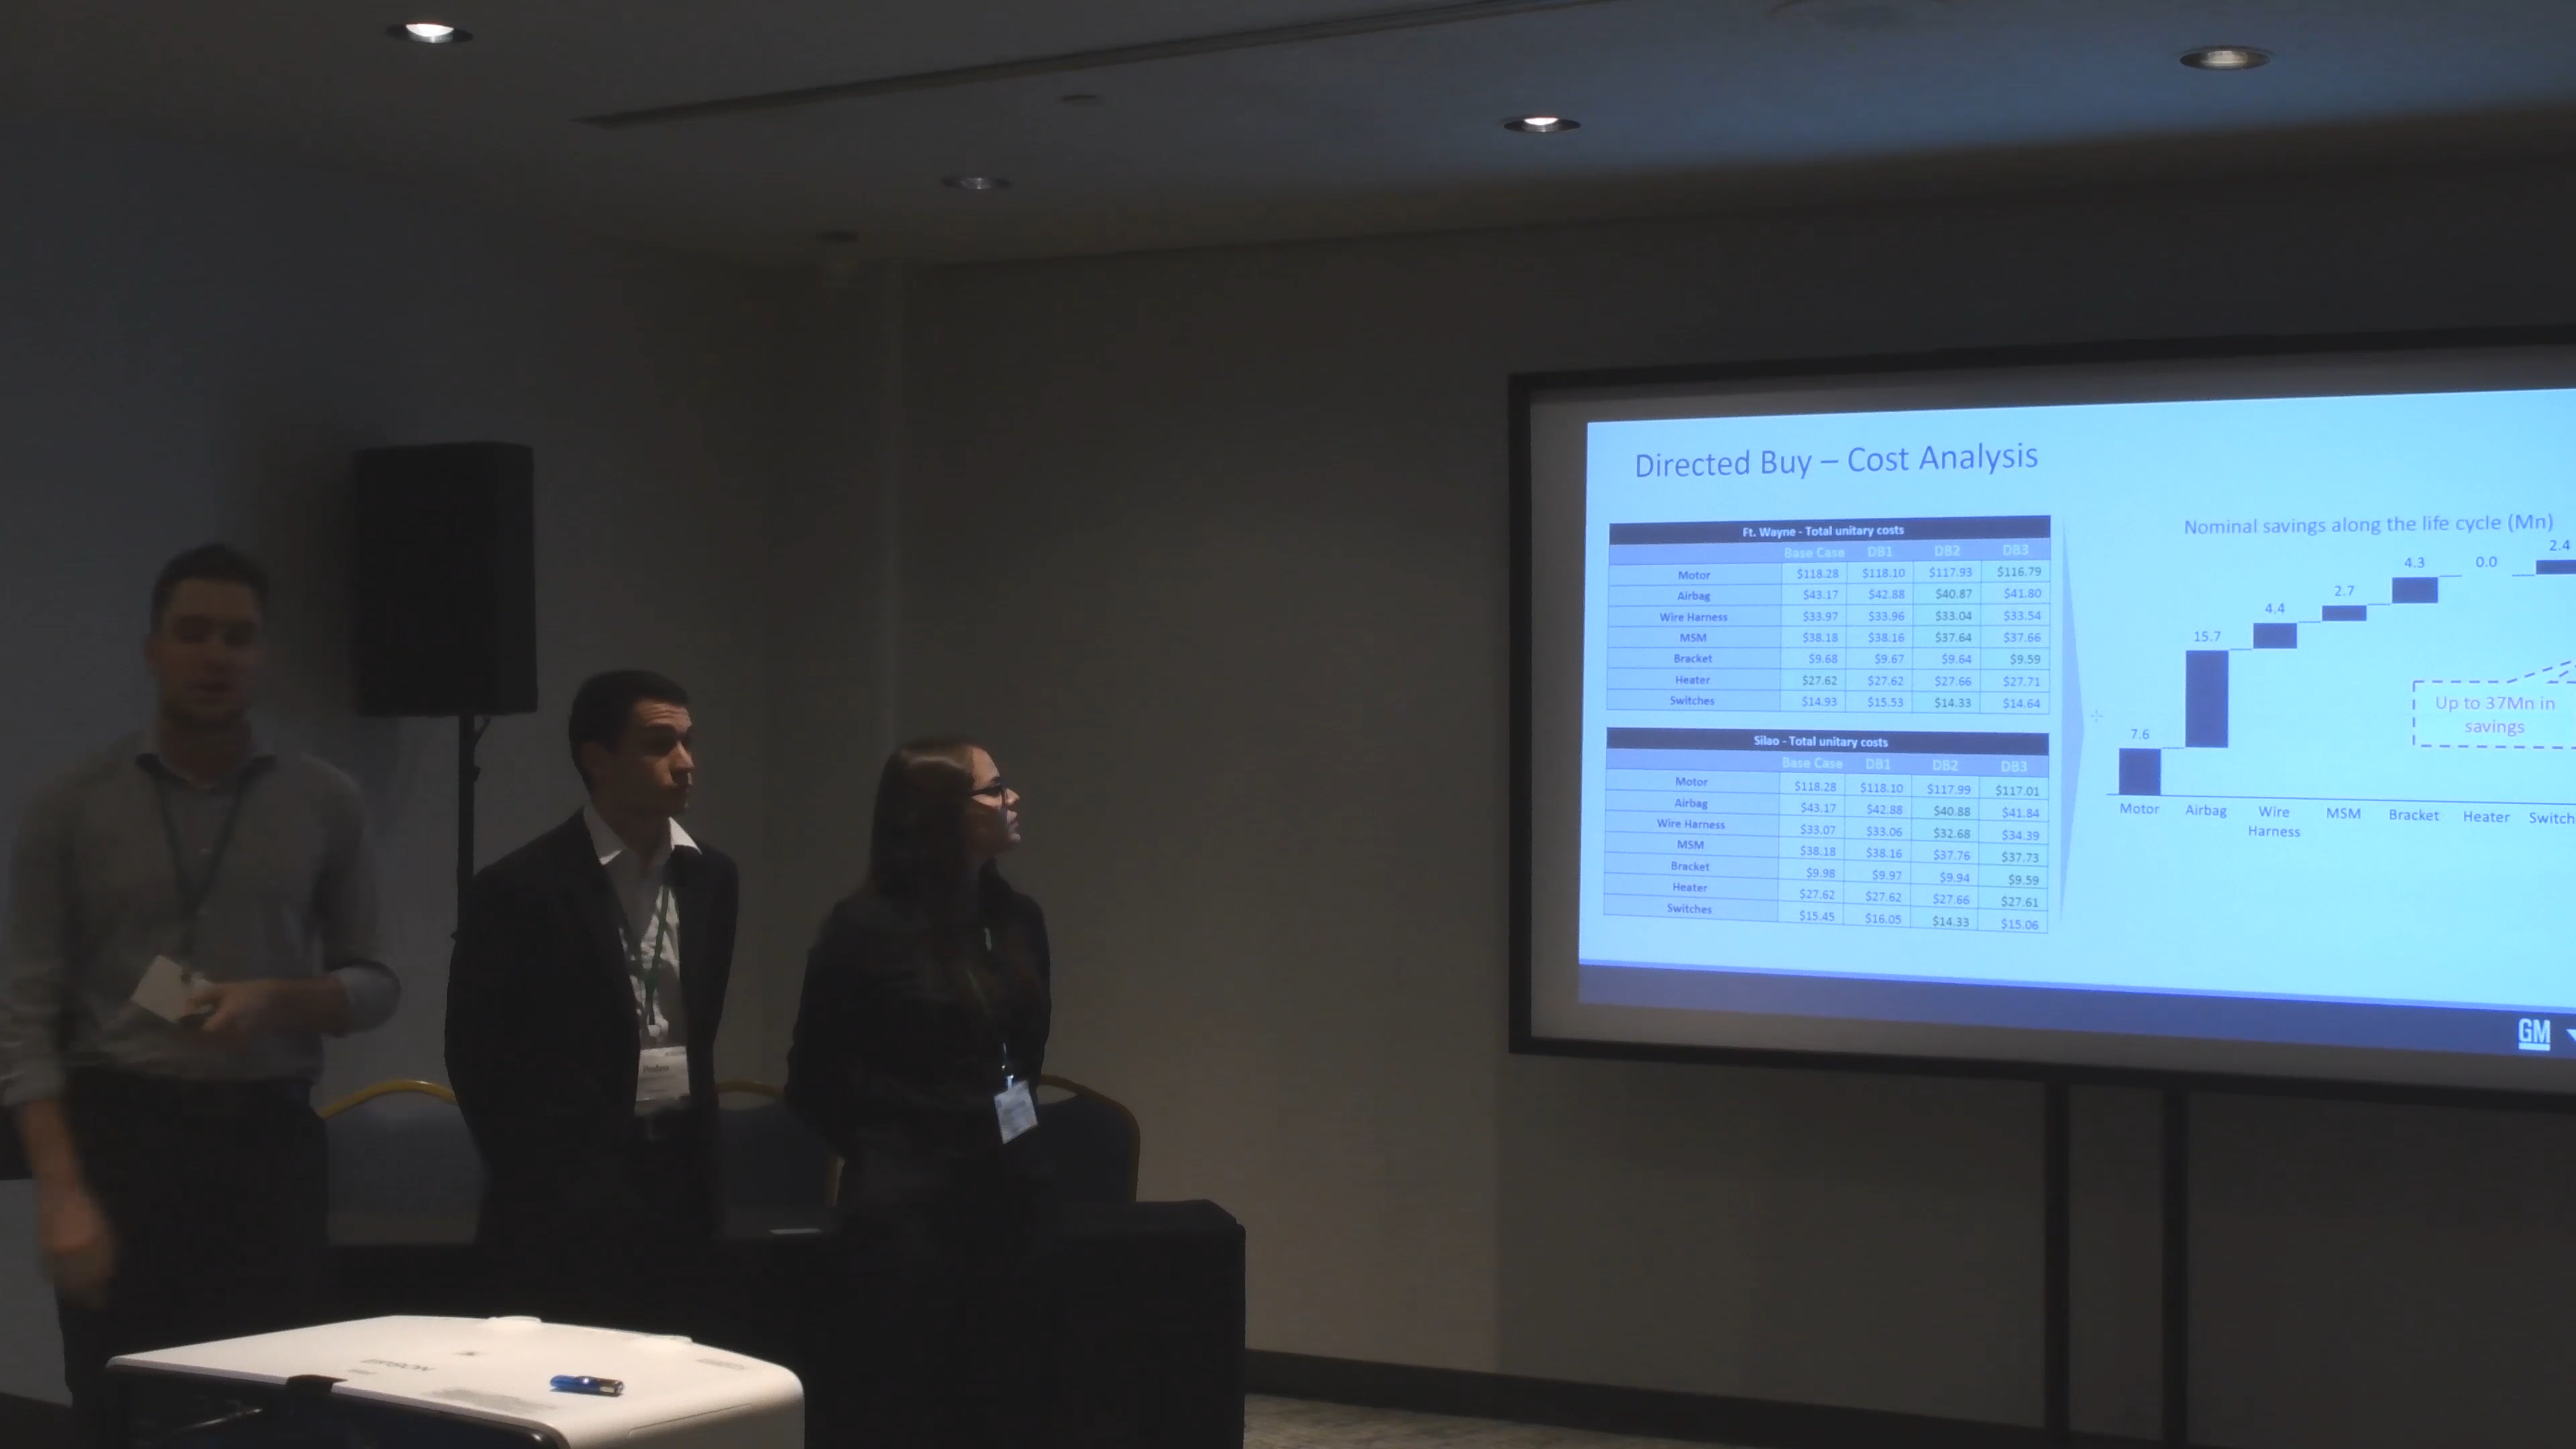 Directed Buy – Cost Analysis
Ft. Wayne - Total unitary costs
Base Case DB1 DB2 DB3
Motor $118.28 $118.10 $117.93 $116.79
Airbag $43.17 $42.88 $40.87 $41.80
Wire Harness $33.97 $33.96 $33.04 $33.54
MSM $38.18 $38.16 $37.64 $37.66
Bracket $9.68 $9.67 $9.64 $9.59
Heater $27.62 $27.62 $27.66 $27.71
Switches $14.93 $15.53 $14.33 $14.64
Silao - Total unitary costs
Base Case DB1 DB2 DB3
Motor $118.28 $118.10 $117.99 $117.01
Airbag $43.17 $42.88 $40.88 $41.84
Wire Harness $33.07 $33.06 $32.68 $34.39
MSM $38.18 $38.16 $37.76 $37.73
Bracket $9.98 $9.97 $9.94 $9.59
Heater $27.62 $27.62 $27.66 $27.61
Switches $15.45 $16.05 $14.33 $15.06
Nominal savings along the life cycle (Mn)
7.6 15.7 4.4 2.7 4.3 0.0 2.4
Up to 37Mn in
savings
Motor Airbag Wire MSM Bracket Heater Switch
Harness
GM
Pedro
EPSON